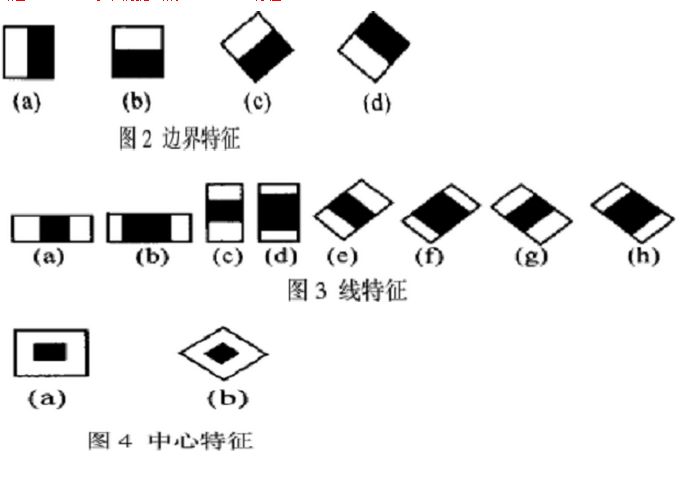 (a) (b) (c) (d)
图2 边界特征
(a) (b) (c) (d) (e) (f) (g) (h)
图3 线特征
(a) (b)
图4 中心特征